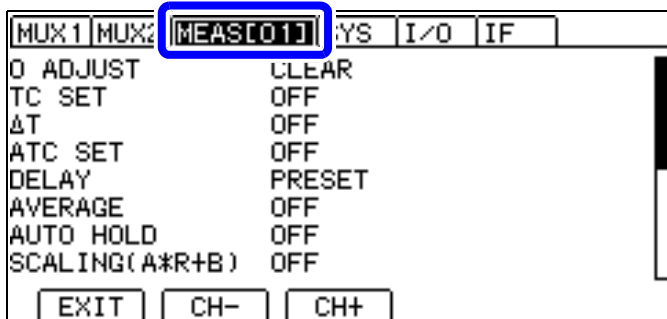 MUX1 MUX2 MEAS[01] SYS I/O IF
0 ADJUST CLEAR
TC SET OFF
ΔT OFF
ATC SET OFF
DELAY PRESET
AVERAGE OFF
AUTO HOLD OFF
SCALING(A*R+B) OFF
EXIT CH- CH+